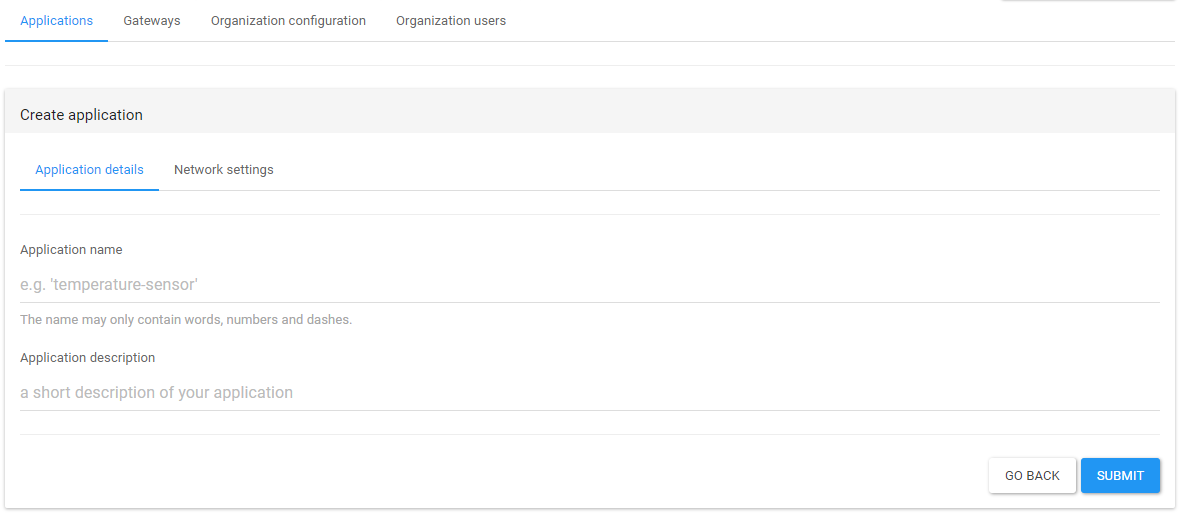 Applications Gateways Organization configuration Organization users
Create application
Application details Network settings
Application name
e.g. 'temperature-sensor'
The name may only contain words, numbers and dashes.
Application description
a short description of your application
GO BACK SUBMIT